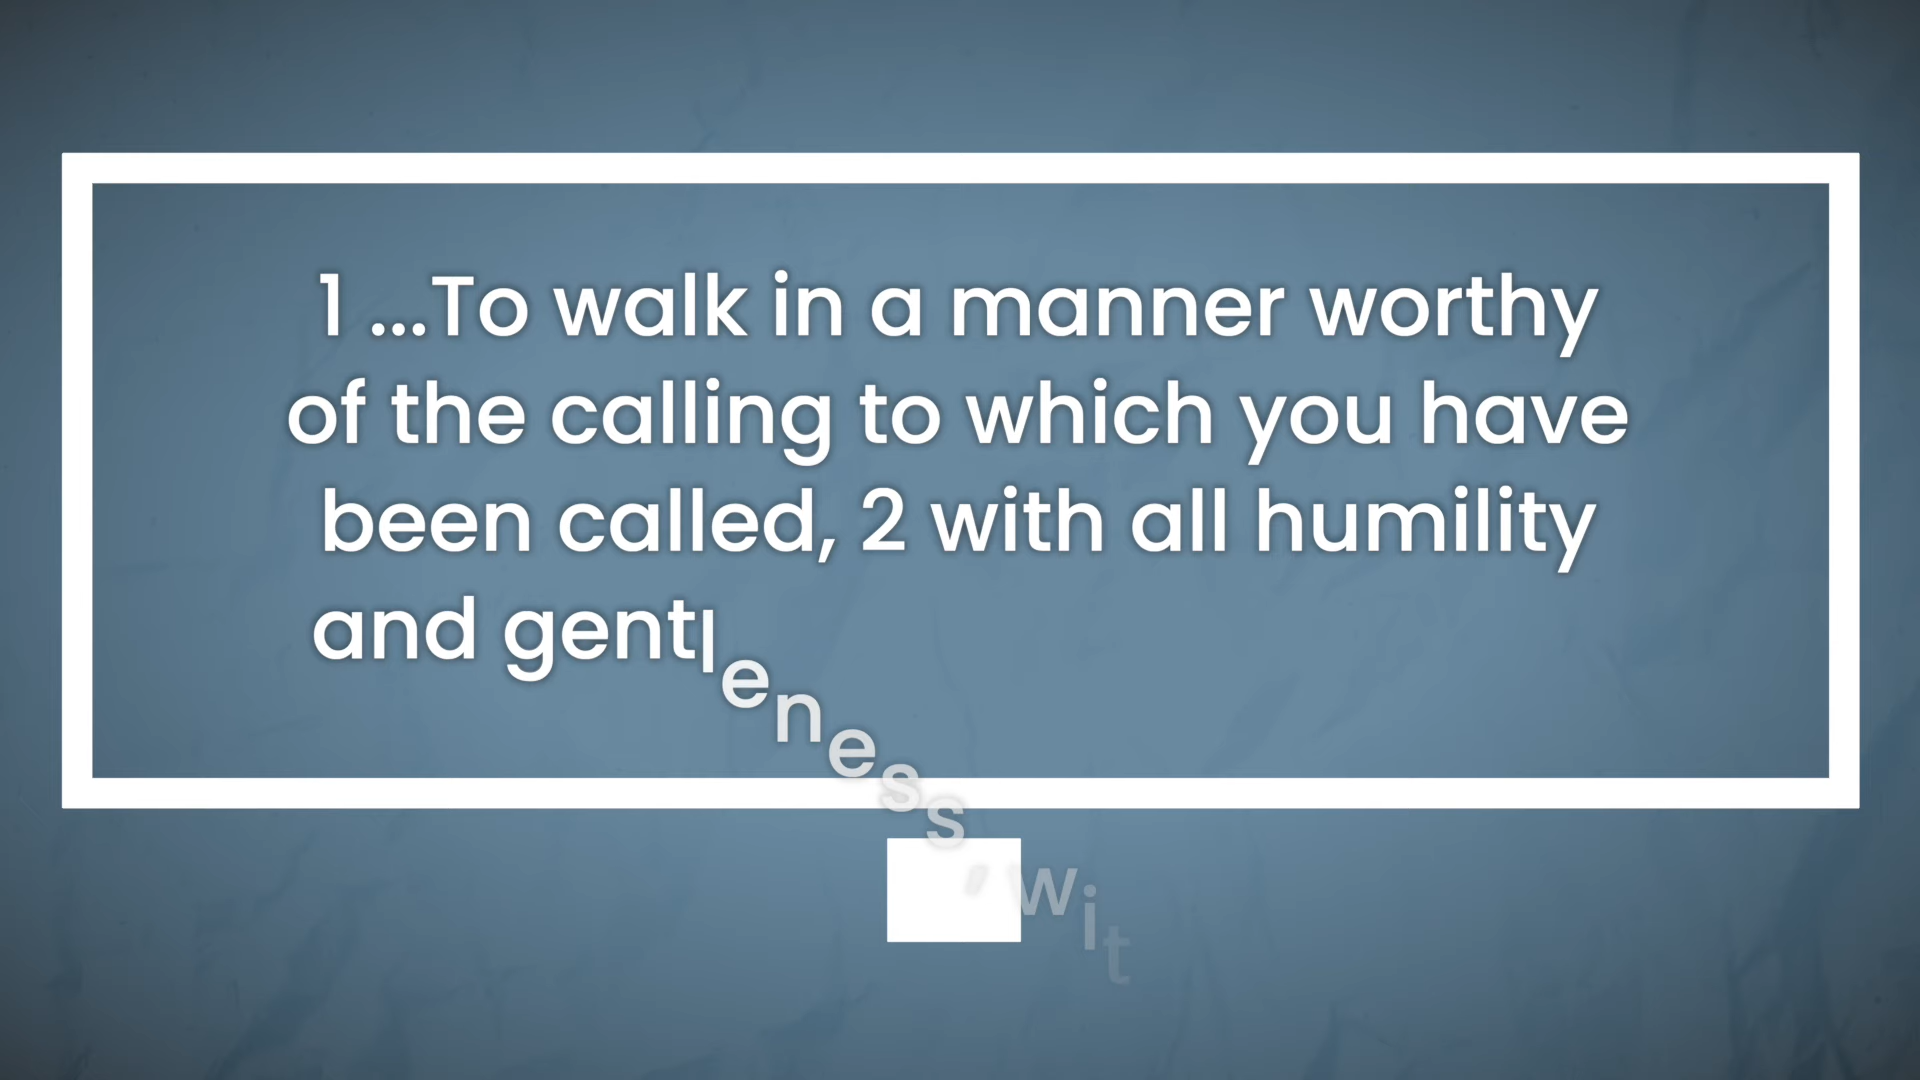 1 ...To walk in a manner worthy
of the calling to which you have
been called, 2 with all humility
and gentleness, wit